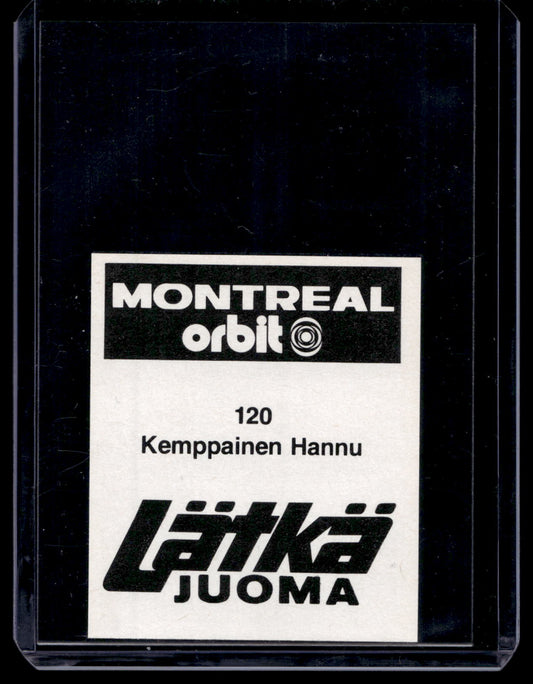 MONTREAL
orbit
120
Kemppainen Hannu
Lätkä
JUOMA